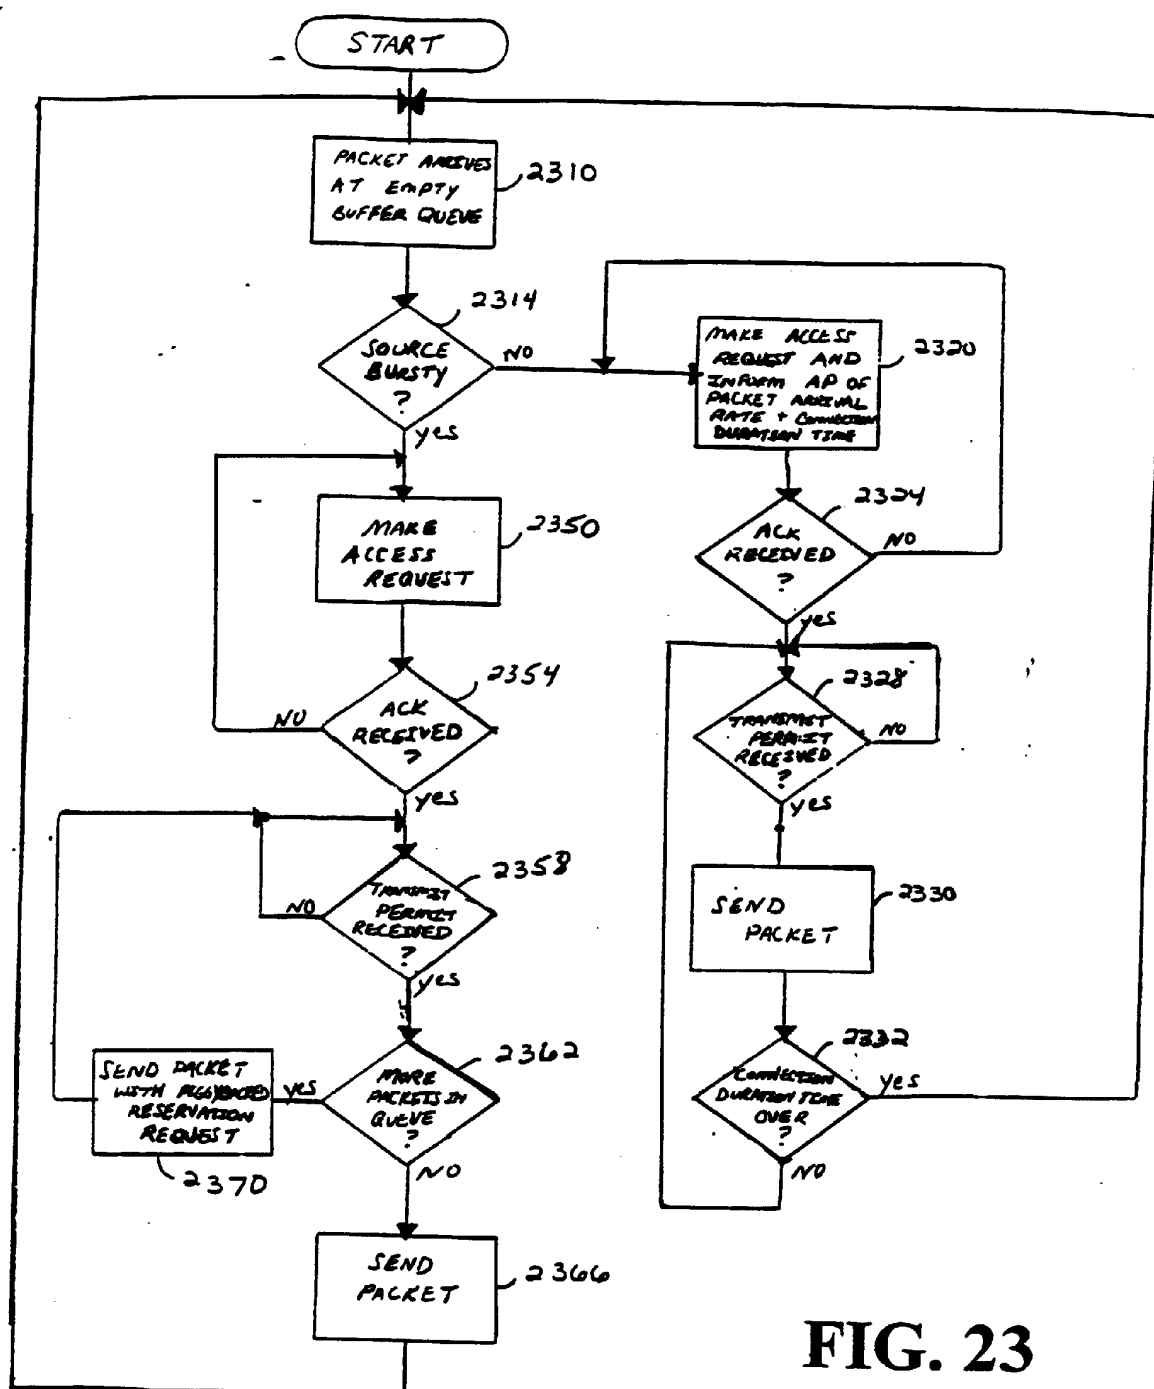 START
PACKET ARRIVES
AT EMPTY
BUFFER QUEUE
2310
2314
SOURCE
BURSTY
?
NO
yes
MAKE ACCESS
REQUEST AND
INFORM AP OF
PACKET ARRIVAL
RATE + CONNECTION
DURATION TIME
2320
MAKE
ACCESS
REQUEST
2350
2324
ACK
RECEIVED
?
NO
yes
2354
ACK
RECEIVED
?
NO
yes
2328
TRANSMIT
PERMIT
RECEIVED
?
NO
yes
2358
TRANSMIT
PERMIT
RECEIVED
?
NO
yes
SEND
PACKET
2330
2362
MORE
PACKETS IN
QUEUE
?
yes
NO
SEND PACKET
WITH PIGGYBACKED
RESERVATION
REQUEST
2370
2332
CONNECTION
DURATION TIME
OVER
?
yes
NO
SEND
PACKET
2366
FIG. 23